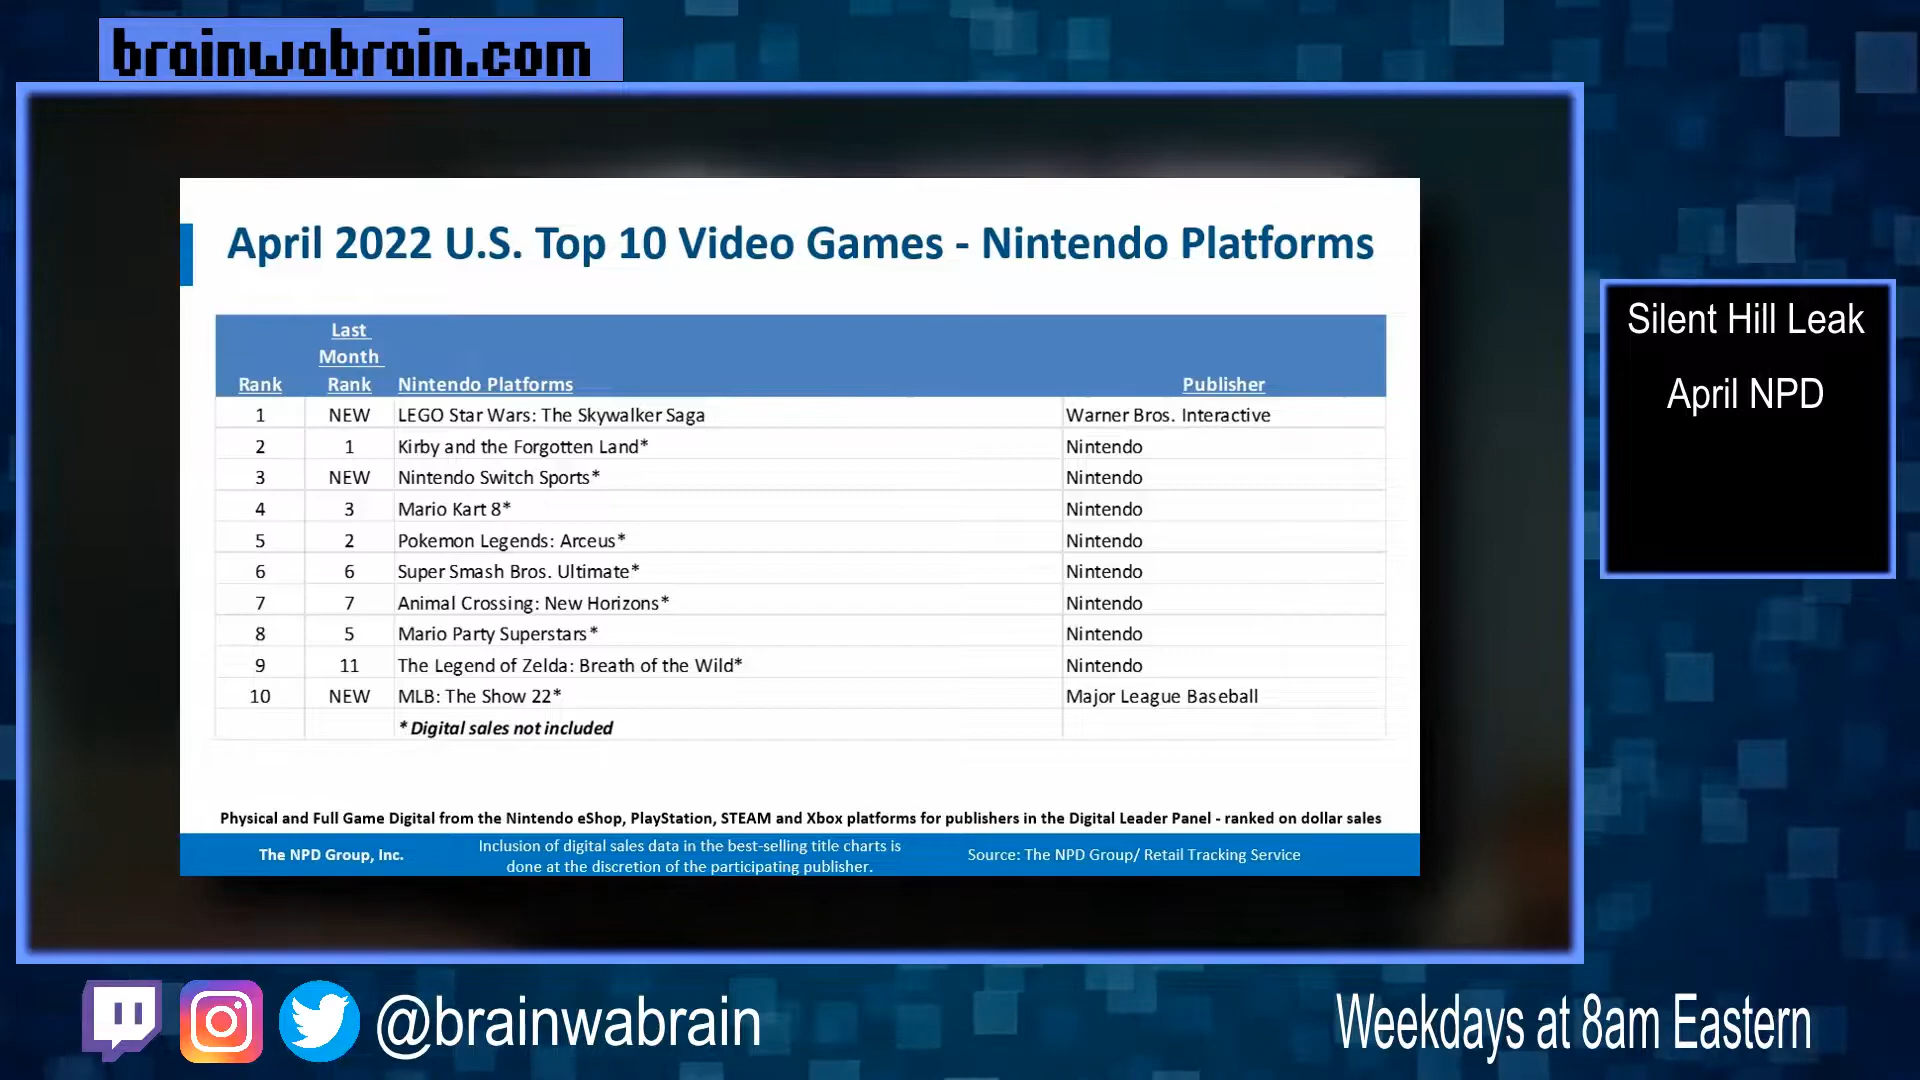 brainwabrain.com
April 2022 U.S. Top 10 Video Games - Nintendo Platforms
Rank Last Month Rank Nintendo Platforms Publisher
1 NEW LEGO Star Wars: The Skywalker Saga Warner Bros. Interactive
2 1 Kirby and the Forgotten Land* Nintendo
3 NEW Nintendo Switch Sports* Nintendo
4 3 Mario Kart 8* Nintendo
5 2 Pokemon Legends: Arceus* Nintendo
6 6 Super Smash Bros. Ultimate* Nintendo
7 7 Animal Crossing: New Horizons* Nintendo
8 5 Mario Party Superstars* Nintendo
9 11 The Legend of Zelda: Breath of the Wild* Nintendo
10 NEW MLB: The Show 22* Major League Baseball
* Digital sales not included
Physical and Full Game Digital from the Nintendo eShop, PlayStation, STEAM and Xbox platforms for publishers in the Digital Leader Panel - ranked on dollar sales
The NPD Group, Inc.
Inclusion of digital sales data in the best-selling title charts is
done at the discretion of the participating publisher.
Source: The NPD Group/ Retail Tracking Service
Silent Hill Leak
April NPD
@brainwabrain
Weekdays at 8am Eastern